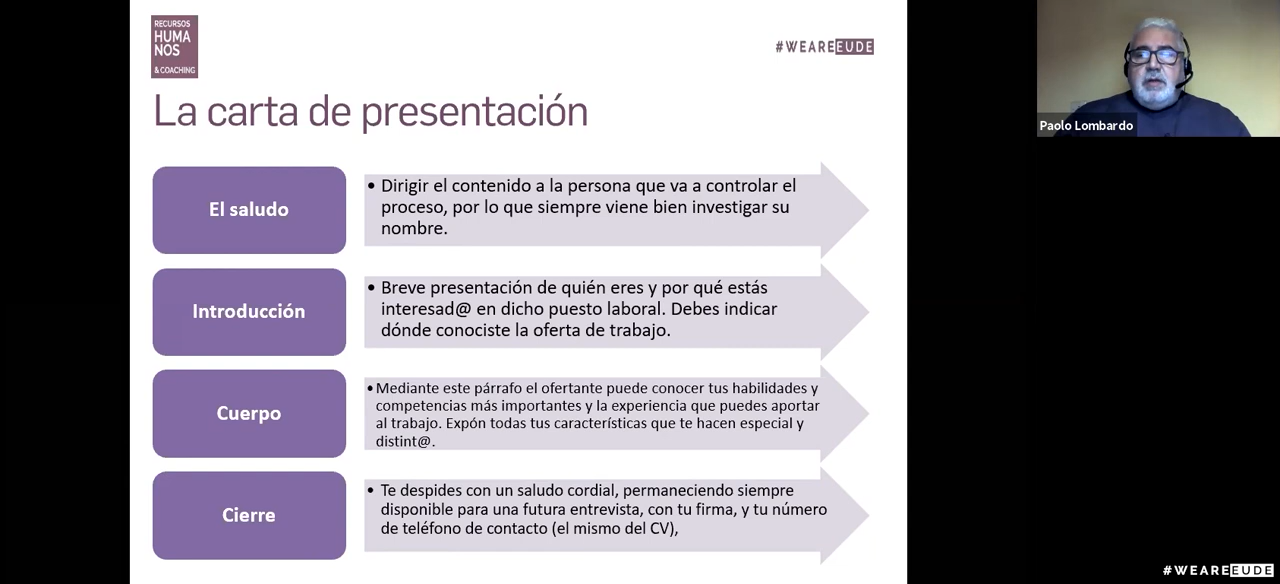 RECURSOS
HUMA
NOS
& COACHING
#WEAREEUDE
La carta de presentación
El saludo
• Dirigir el contenido a la persona que va a controlar el
proceso, por lo que siempre viene bien investigar su
nombre.
Introducción
• Breve presentación de quién eres y por qué estás
interesad@ en dicho puesto laboral. Debes indicar
dónde conociste la oferta de trabajo.
Cuerpo
• Mediante este párrafo el ofertante puede conocer tus habilidades y
competencias más importantes y la experiencia que puedes aportar
al trabajo. Expón todas tus características que te hacen especial y
distint@.
Cierre
• Te despides con un saludo cordial, permaneciendo siempre
disponible para una futura entrevista, con tu firma, y tu número
de teléfono de contacto (el mismo del CV),
Paolo Lombardo
#WEAREEUDE